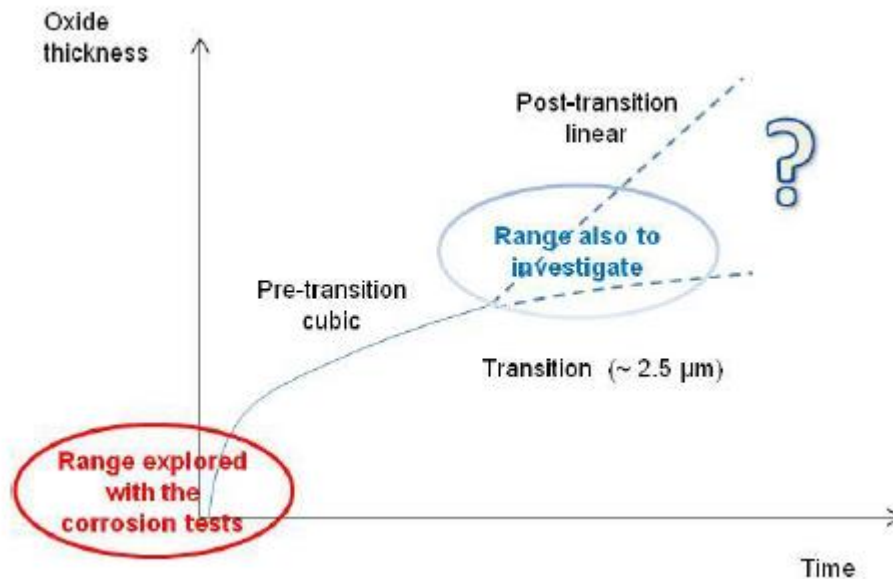 Oxide
thickness
Post-transition
linear
?
Range also to
investigate
Pre-transition
cubic
Transition (~ 2.5 µm)
Range explored
with the
corrosion tests
Time